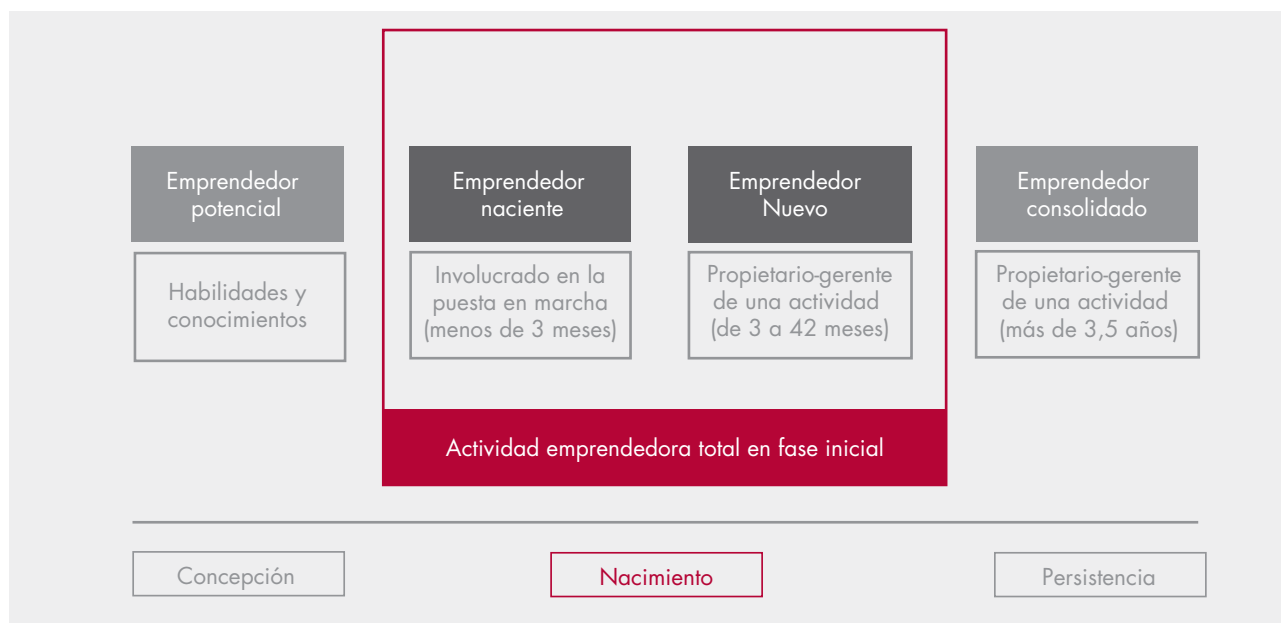 Emprendedor
potencial
Habilidades y
conocimientos
Emprendedor
naciente
Involucrado en la
puesta en marcha
(menos de 3 meses)
Emprendedor
Nuevo
Propietario-gerente
de una actividad
(de 3 a 42 meses)
Emprendedor
consolidado
Propietario-gerente
de una actividad
(más de 3,5 años)
Actividad emprendedora total en fase inicial
Concepción
Nacimiento
Persistencia